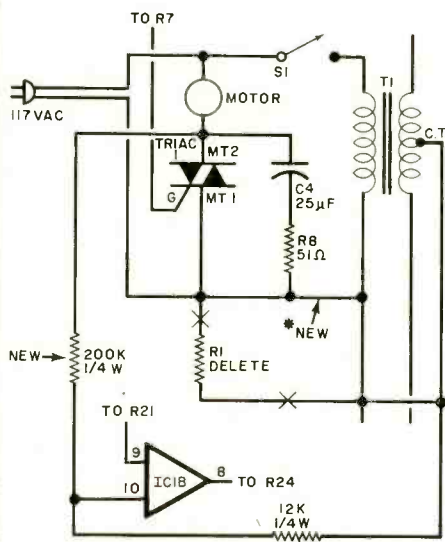 TO R7
S1
T1
MOTOR
117VAC
C.T.
TRIAC
MT2
G
MT1
C4
25µF
R8
51Ω
* NEW
NEW
200K
1/4 W
R1
DELETE
TO R21
9
10
IC1B
8
TO R24
12K
1/4W